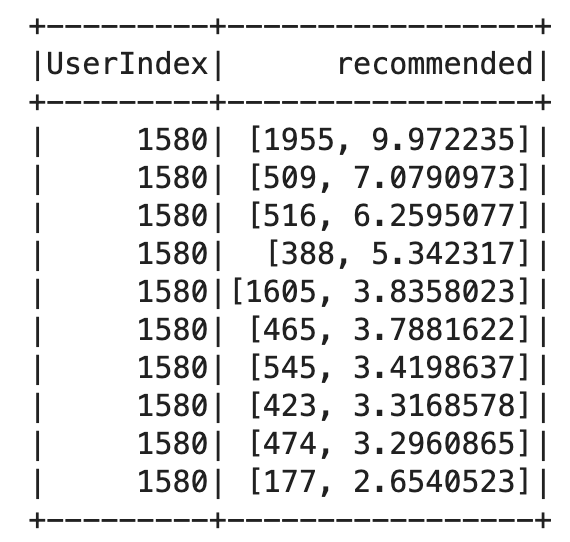 +---------+----------------+
|UserIndex|     recommended|
+---------+----------------+
|     1580| [1955, 9.972235]|
|     1580| [509, 7.0790973]|
|     1580| [516, 6.2595077]|
|     1580|  [388, 5.342317]|
|     1580|[1605, 3.8358023]|
|     1580| [465, 3.7881622]|
|     1580| [545, 3.4198637]|
|     1580| [423, 3.3168578]|
|     1580| [474, 3.2960865]|
|     1580| [177, 2.6540523]|
+---------+----------------+